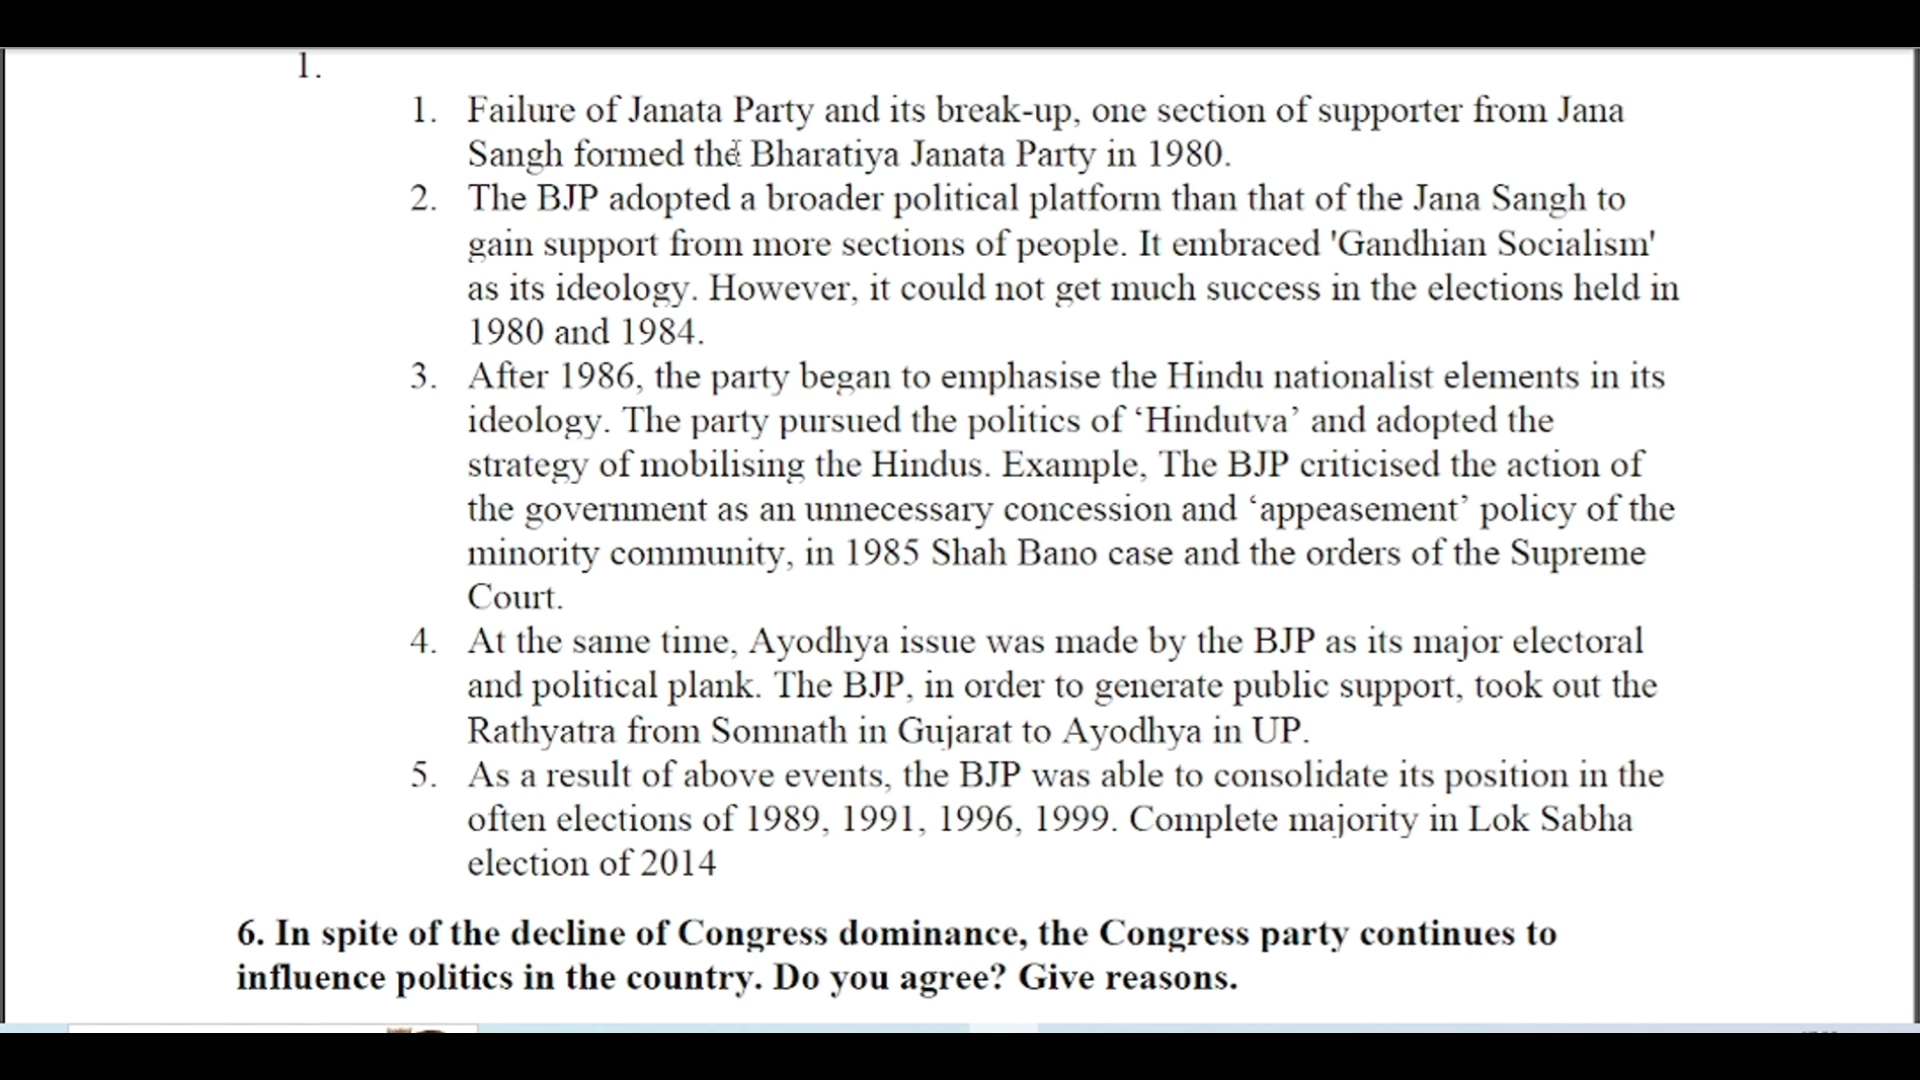 1.
1. Failure of Janata Party and its break-up, one section of supporter from Jana
Sangh formed the Bharatiya Janata Party in 1980.
2. The BJP adopted a broader political platform than that of the Jana Sangh to
gain support from more sections of people. It embraced 'Gandhian Socialism'
as its ideology. However, it could not get much success in the elections held in
1980 and 1984.
3. After 1986, the party began to emphasise the Hindu nationalist elements in its
ideology. The party pursued the politics of ‘Hindutva’ and adopted the
strategy of mobilising the Hindus. Example, The BJP criticised the action of
the government as an unnecessary concession and ‘appeasement’ policy of the
minority community, in 1985 Shah Bano case and the orders of the Supreme
Court.
4. At the same time, Ayodhya issue was made by the BJP as its major electoral
and political plank. The BJP, in order to generate public support, took out the
Rathyatra from Somnath in Gujarat to Ayodhya in UP.
5. As a result of above events, the BJP was able to consolidate its position in the
often elections of 1989, 1991, 1996, 1999. Complete majority in Lok Sabha
election of 2014
6. In spite of the decline of Congress dominance, the Congress party continues to
influence politics in the country. Do you agree? Give reasons.